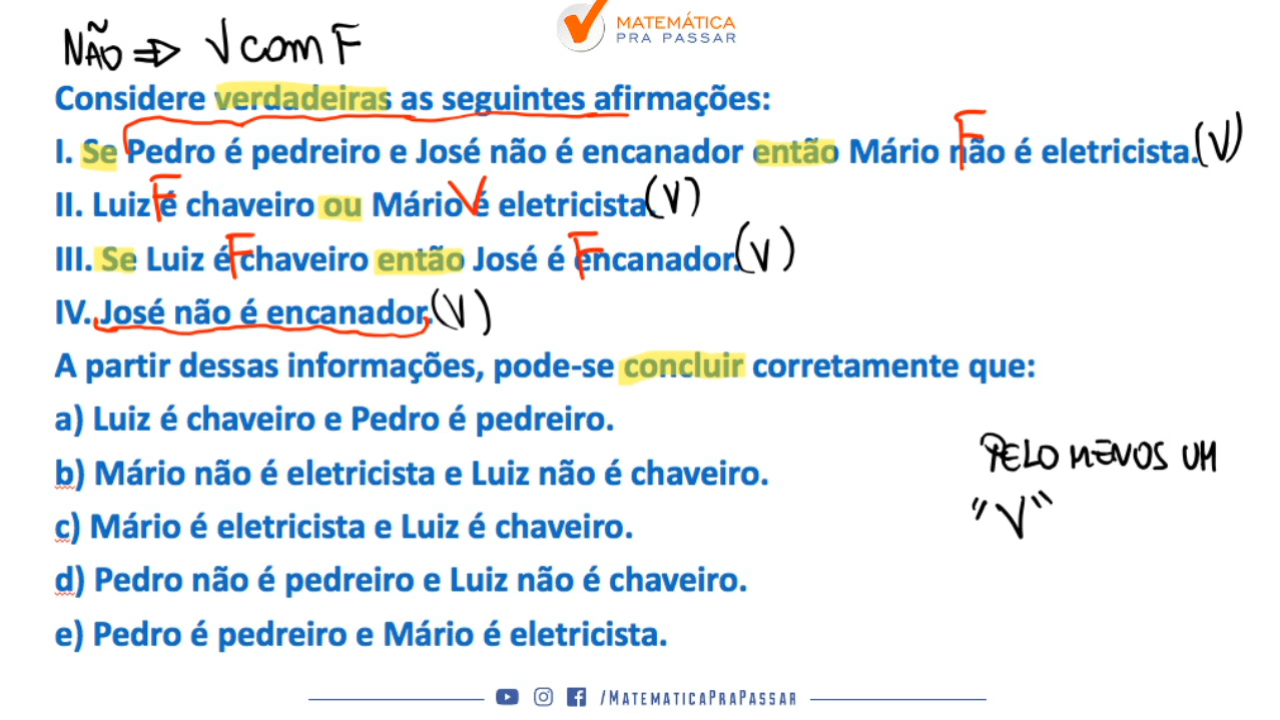 MATEMÁTICA
PRA PASSAR
NÃO ⇒ V com F
Considere verdadeiras as seguintes afirmações:
F
I. Se Pedro é pedreiro e José não é encanador então Mário não é eletricista. (V)
F V
II. Luiz é chaveiro ou Mário é eletricista. (V)
F F
III. Se Luiz é chaveiro então José é encanador. (V)
IV. José não é encanador. (V)
A partir dessas informações, pode-se concluir corretamente que:
a) Luiz é chaveiro e Pedro é pedreiro.
b) Mário não é eletricista e Luiz não é chaveiro.
c) Mário é eletricista e Luiz é chaveiro.
d) Pedro não é pedreiro e Luiz não é chaveiro.
e) Pedro é pedreiro e Mário é eletricista.
PELO MENOS UM
"V"
/MATEMATICAPRAPASSAR